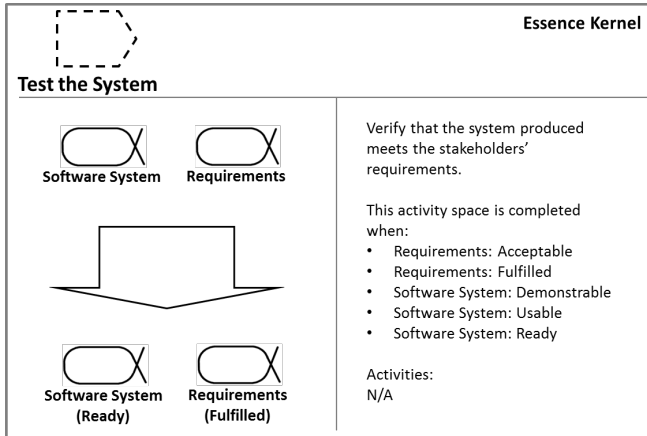 Essence Kernel
Test the System
Software System
Requirements
Software System
(Ready)
Requirements
(Fulfilled)
Verify that the system produced
meets the stakeholders’
requirements.
This activity space is completed
when:
• Requirements: Acceptable
• Requirements: Fulfilled
• Software System: Demonstrable
• Software System: Usable
• Software System: Ready
Activities:
N/A